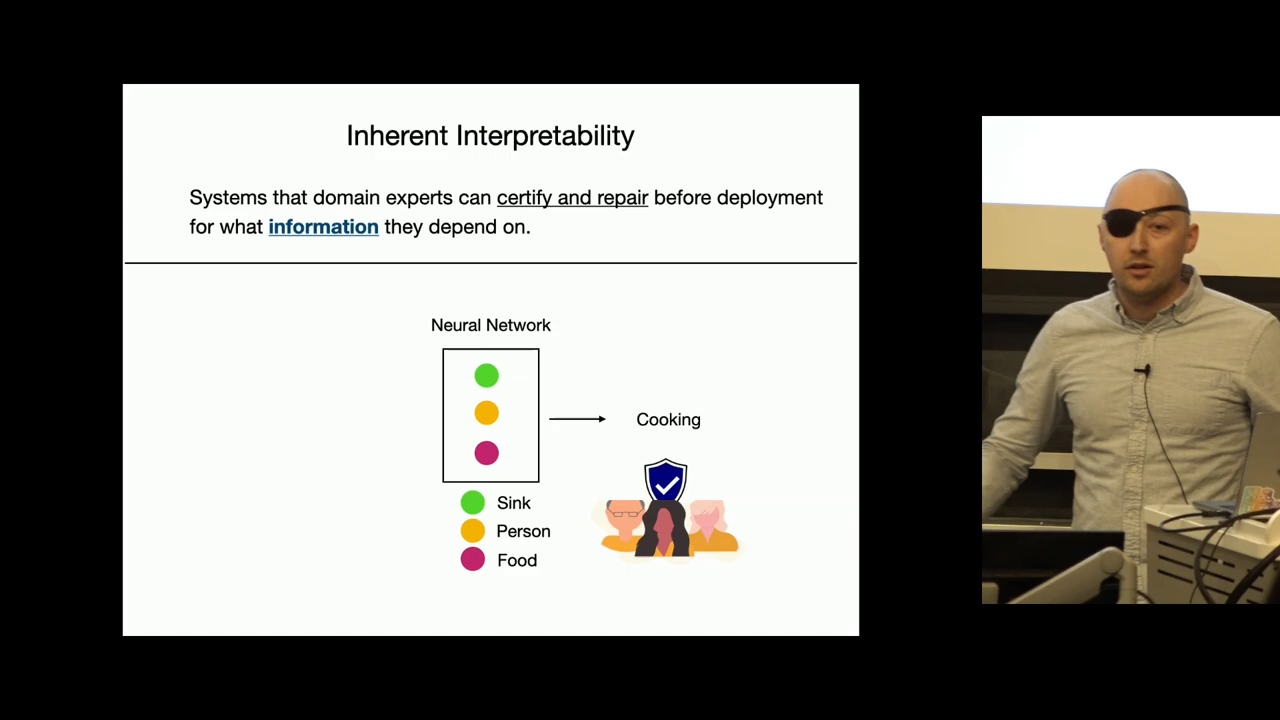 Inherent Interpretability
Systems that domain experts can certify and repair before deployment
for what information they depend on.
Neural Network
Cooking
Sink
Person
Food